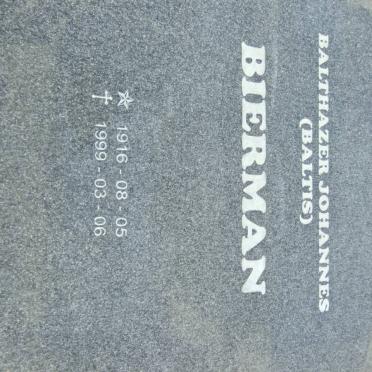 BALTHAZER JOHANNES
(BALTIS)
BIERMAN
1916 - 08 - 05
1999 - 03 - 06